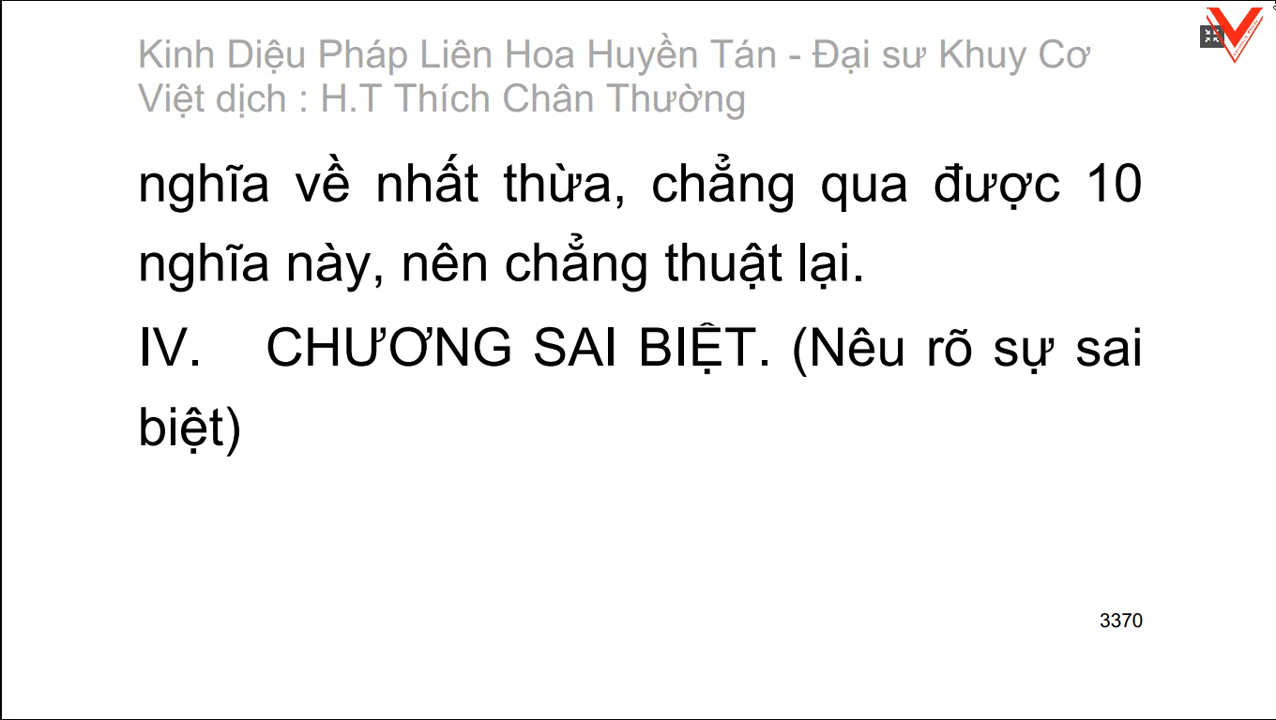 Kinh Diệu Pháp Liên Hoa Huyền Tán - Đại sư Khuy Cơ
Việt dịch : H.T Thích Chân Thường
nghĩa về nhất thừa, chẳng qua được 10
nghĩa này, nên chẳng thuật lại.
IV. CHƯƠNG SAI BIỆT. (Nêu rõ sự sai
biệt)
3370